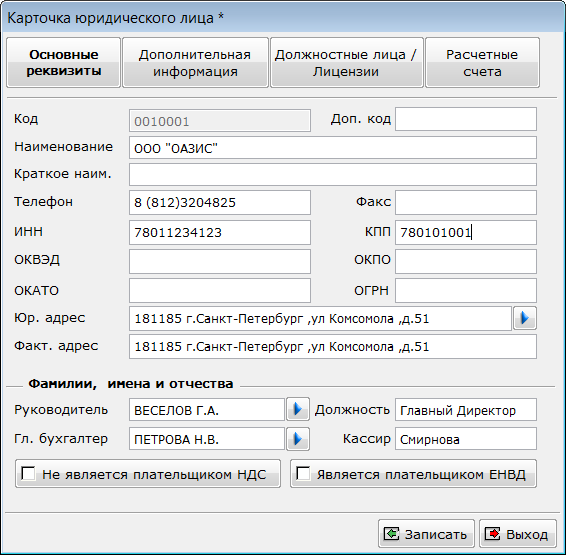 Карточка юридического лица *
Основные реквизиты
Дополнительная информация
Должностные лица / Лицензии
Расчетные счета
Код 0010001 Доп. код
Наименование ООО "ОАЗИС"
Краткое наим.
Телефон 8 (812)3204825 Факс
ИНН 78011234123 КПП 780101001
ОКВЭД ОКПО
ОКАТО ОГРН
Юр. адрес 181185 г.Санкт-Петербург ,ул Комсомола ,д.51
Факт. адрес 181185 г.Санкт-Петербург ,ул Комсомола ,д.51
Фамилии, имена и отчества
Руководитель ВЕСЕЛОВ Г.А. Должность Главный Директор
Гл. бухгалтер ПЕТРОВА Н.В. Кассир Смирнова
Не является плательщиком НДС Является плательщиком ЕНВД
Записать Выход